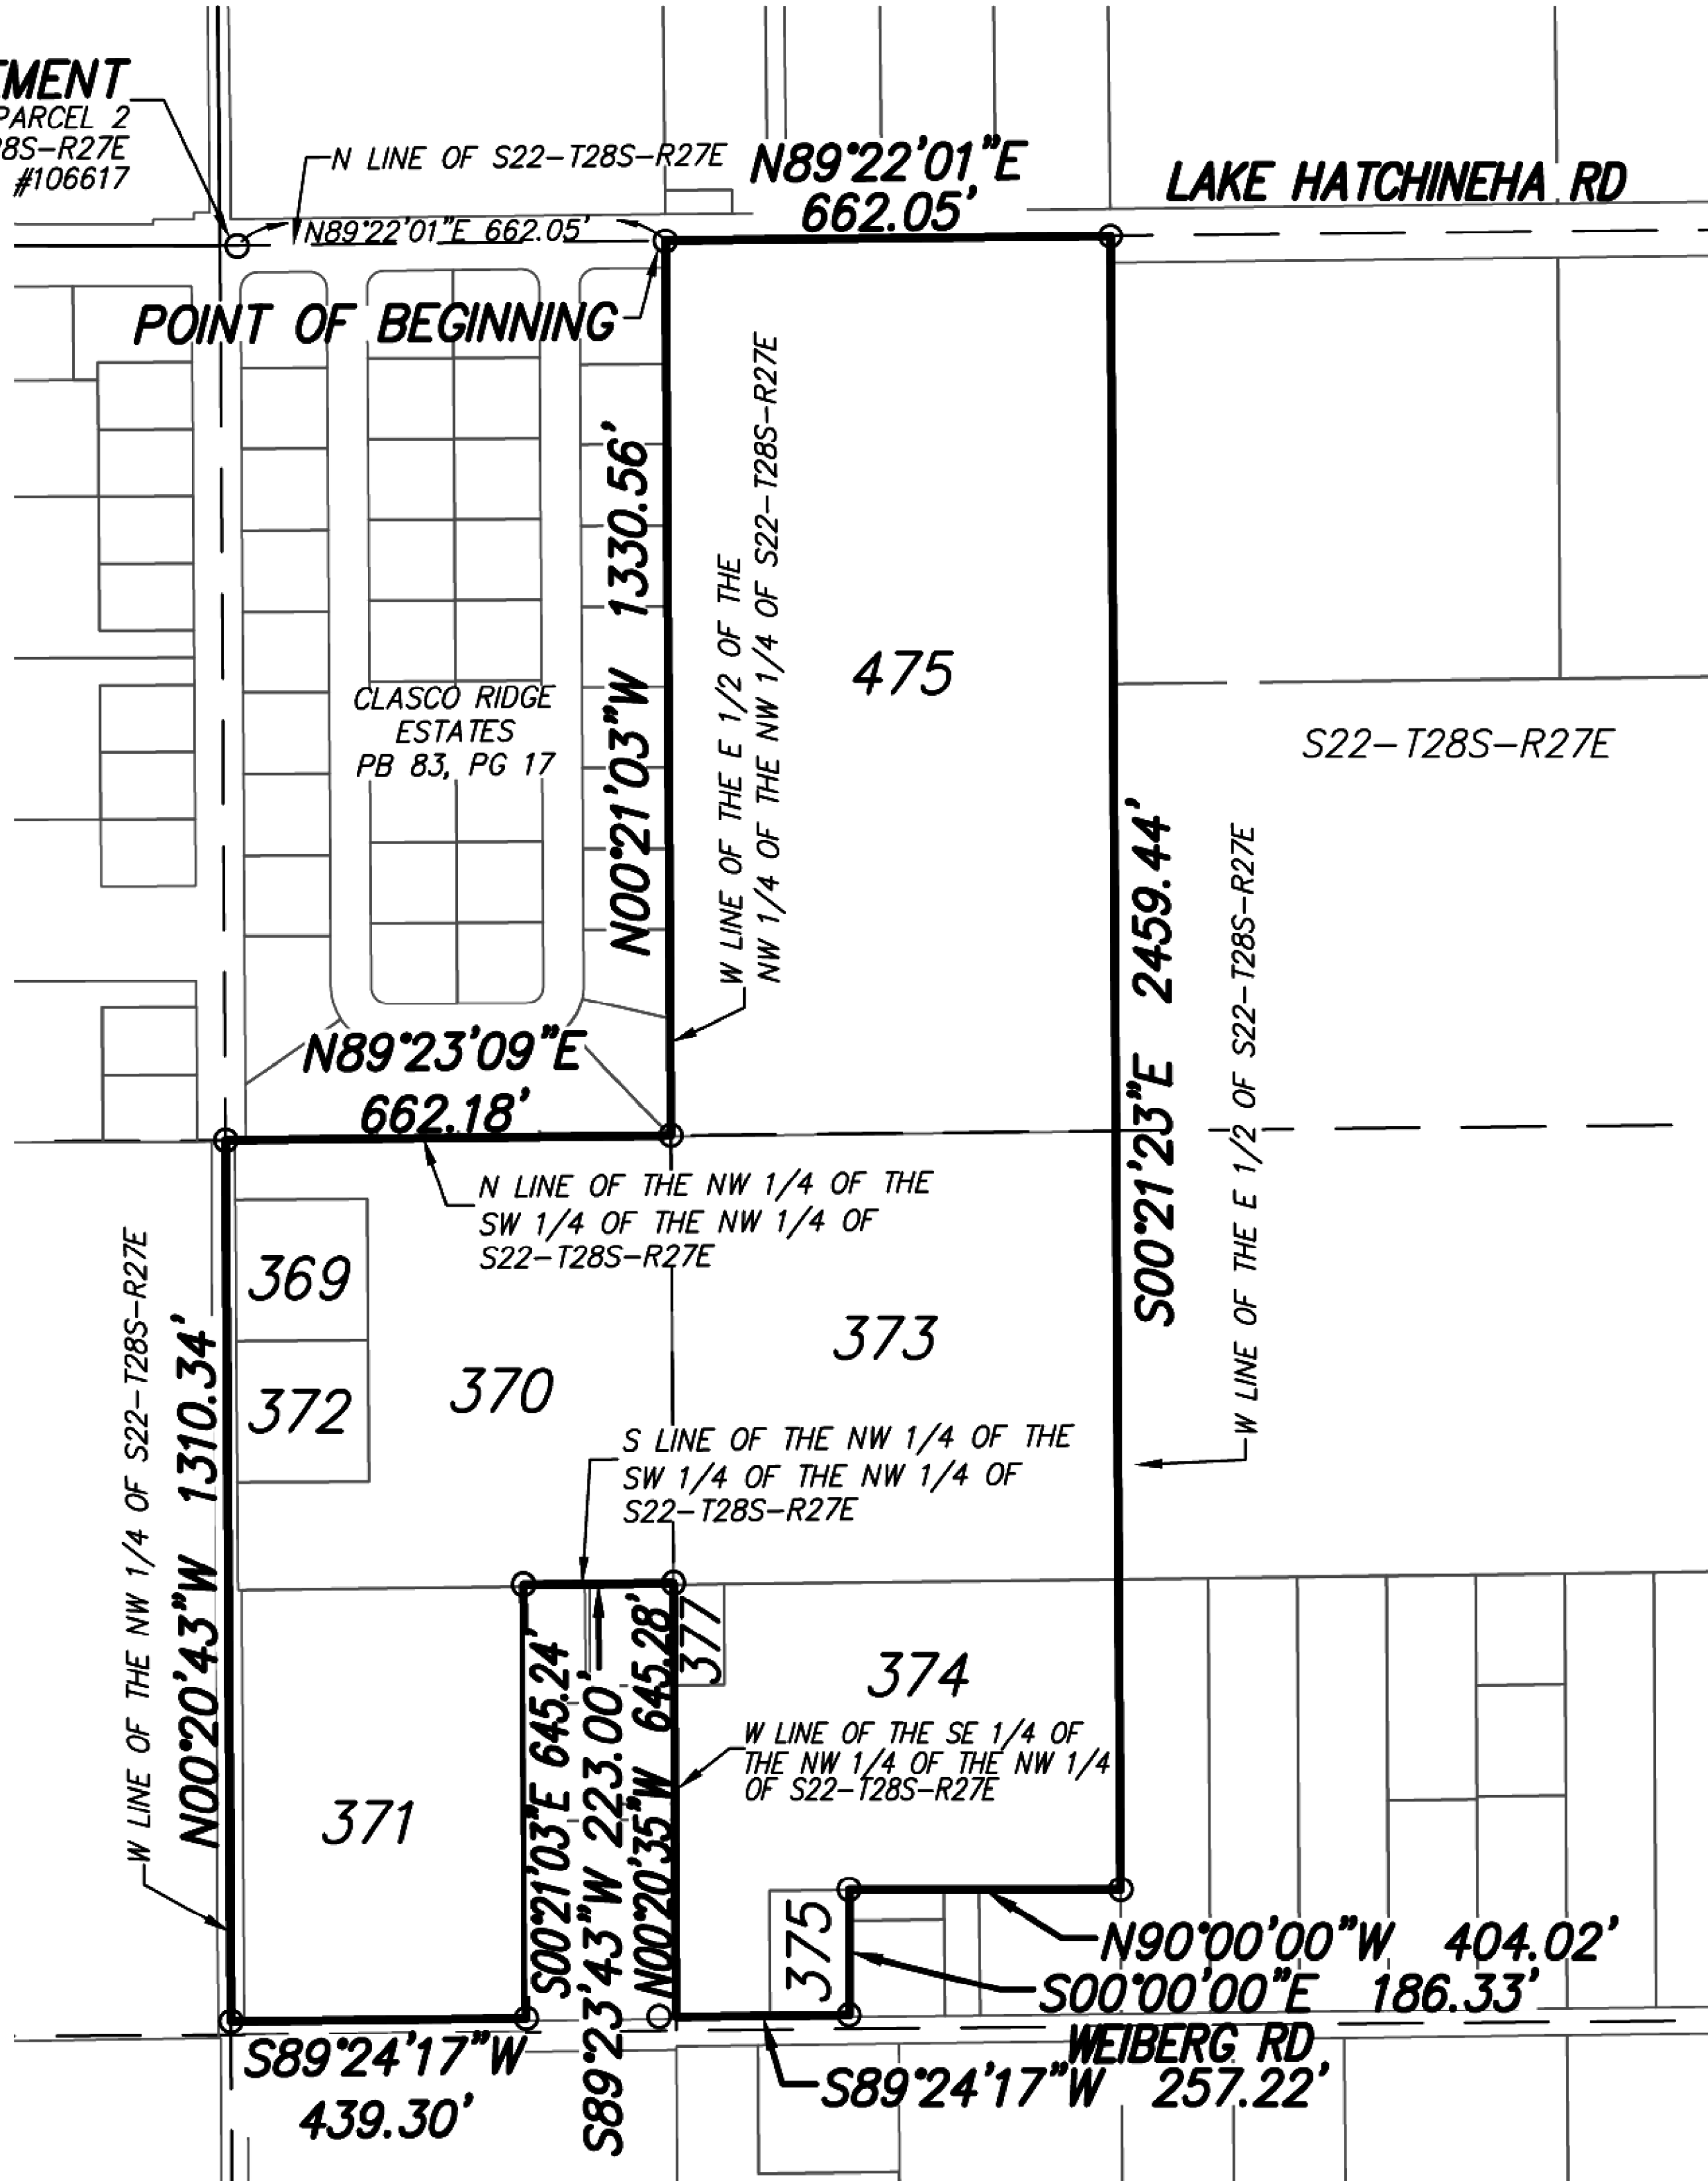 EMENT
PARCEL 2
28S-R27E
#106617
N LINE OF S22-T28S-R27E
N89°22'01"E
662.05'
LAKE HATCHINEHA RD
N89°22'01"E 662.05'
POINT OF BEGINNING
N00°21'03"W 1330.56'
W LINE OF THE E 1/2 OF THE
NW 1/4 OF THE NW 1/4 OF S22-T28S-R27E
475
CLASCO RIDGE
ESTATES
PB 83, PG 17
S22-T28S-R27E
S00°21'23"E 2459.44'
W LINE OF THE E 1/2 OF S22-T28S-R27E
N89°23'09"E
662.18'
N LINE OF THE NW 1/4 OF THE
SW 1/4 OF THE NW 1/4 OF
S22-T28S-R27E
369
372
370
373
W LINE OF THE NW 1/4 OF S22-T28S-R27E
N00°20'43"W 1310.34'
S LINE OF THE NW 1/4 OF THE
SW 1/4 OF THE NW 1/4 OF
S22-T28S-R27E
371
S00°21'03"E 645.24'
S89°23'43"W 223.00'
N00°20'35"W 645.28'
377
374
W LINE OF THE SE 1/4 OF
THE NW 1/4 OF THE NW 1/4
OF S22-T28S-R27E
375
N90°00'00"W 404.02'
S00°00'00"E 186.33'
WEIBERG RD
S89°24'17"W 257.22'
S89°24'17"W
439.30'